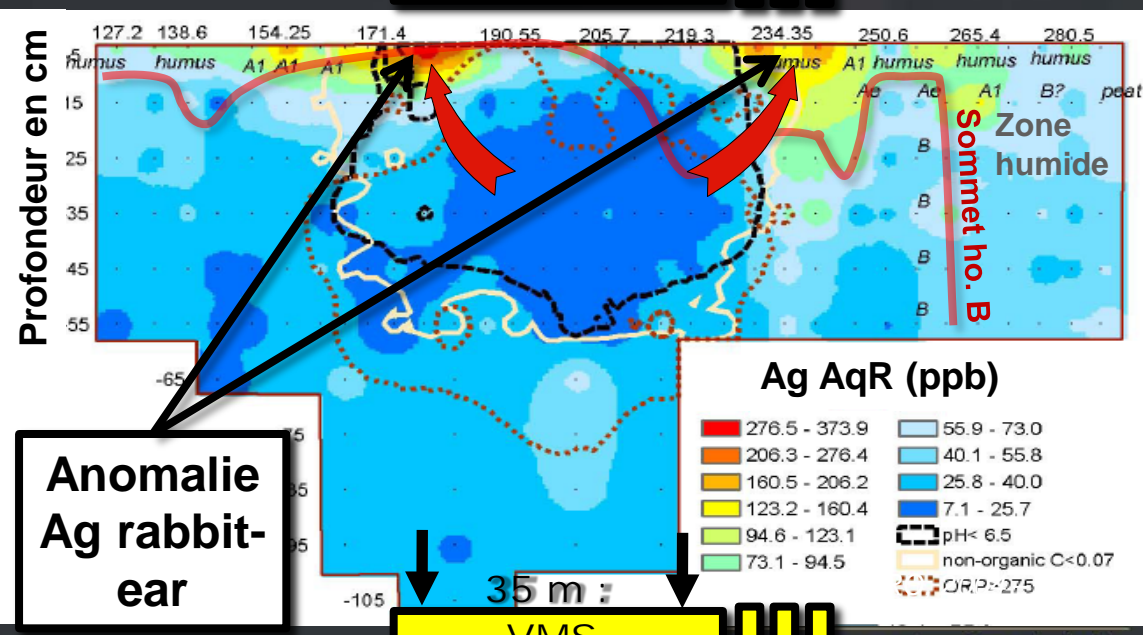 127.2 138.6 154.25 171.4 190.55 205.7 219.3 234.35 250.6 265.4 280.5
Profondeur en cm
5
humus humus A1 A1 A1 A1 humus humus humus
Ae Ae A1 B? peat
15
Zone
humide
B
25
B
35
B
45
B
55
Sommet ho. B
-65
95
-105
Anomalie
Ag rabbit-
ear
Ag AqR (ppb)
276.5 - 373.9
206.3 - 276.4
160.5 - 206.2
123.2 - 160.4
94.6 - 123.1
73.1 - 94.5
55.9 - 73.0
40.1 - 55.8
25.8 - 40.0
7.1 - 25.7
pH< 6.5
non-organic C<0.07
35 m :
VMS